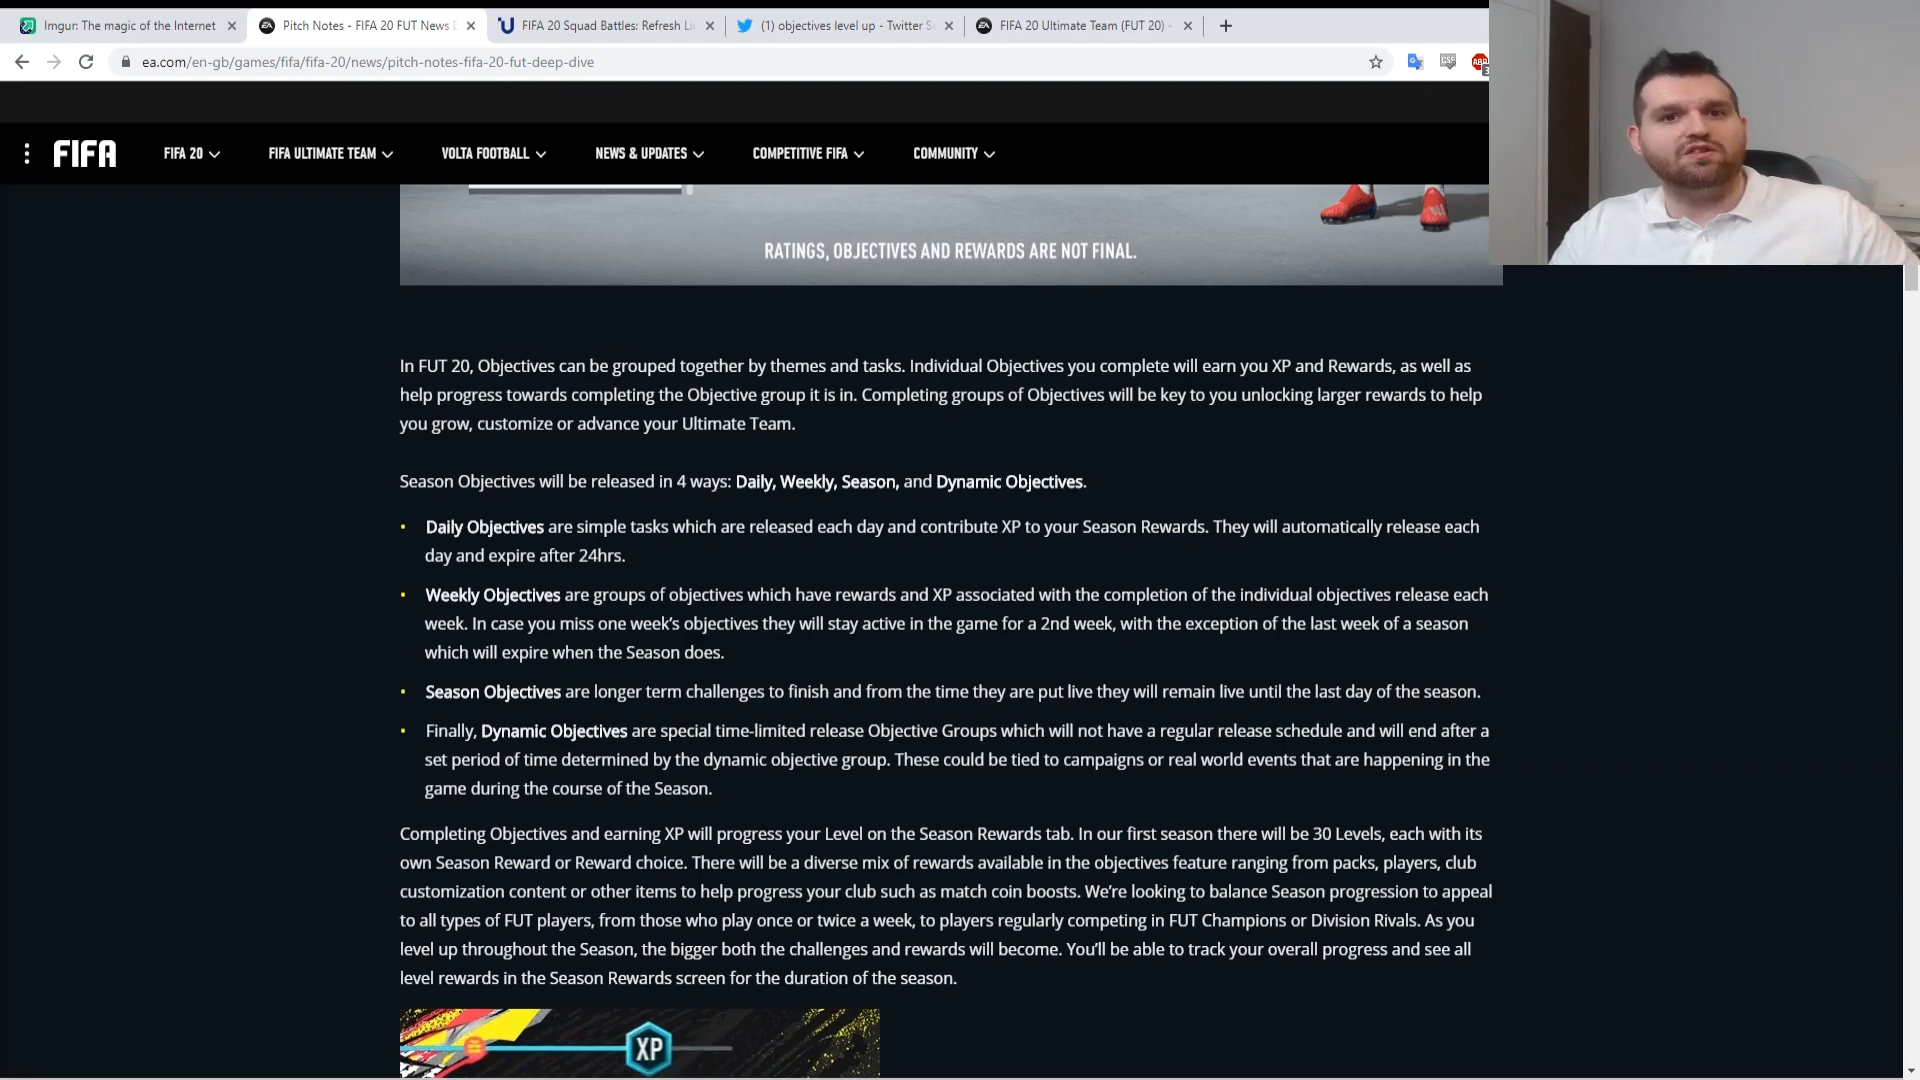 Imgur: The magic of the Internet
Pitch Notes - FIFA 20 FUT News D
FIFA 20 Squad Battles: Refresh Li
(1) objectives level up - Twitter S
FIFA 20 Ultimate Team (FUT 20) -
ea.com/en-gb/games/fifa/fifa-20/news/pitch-notes-fifa-20-fut-deep-dive
FIFA
FIFA 20
FIFA ULTIMATE TEAM
VOLTA FOOTBALL
NEWS & UPDATES
COMPETITIVE FIFA
COMMUNITY
RATINGS, OBJECTIVES AND REWARDS ARE NOT FINAL.
In FUT 20, Objectives can be grouped together by themes and tasks. Individual Objectives you complete will earn you XP and Rewards, as well as
help progress towards completing the Objective group it is in. Completing groups of Objectives will be key to you unlocking larger rewards to help
you grow, customize or advance your Ultimate Team.
Season Objectives will be released in 4 ways: Daily, Weekly, Season, and Dynamic Objectives.
• Daily Objectives are simple tasks which are released each day and contribute XP to your Season Rewards. They will automatically release each
day and expire after 24hrs.
• Weekly Objectives are groups of objectives which have rewards and XP associated with the completion of the individual objectives release each
week. In case you miss one week's objectives they will stay active in the game for a 2nd week, with the exception of the last week of a season
which will expire when the Season does.
• Season Objectives are longer term challenges to finish and from the time they are put live they will remain live until the last day of the season.
• Finally, Dynamic Objectives are special time-limited release Objective Groups which will not have a regular release schedule and will end after a
set period of time determined by the dynamic objective group. These could be tied to campaigns or real world events that are happening in the
game during the course of the Season.
Completing Objectives and earning XP will progress your Level on the Season Rewards tab. In our first season there will be 30 Levels, each with its
own Season Reward or Reward choice. There will be a diverse mix of rewards available in the objectives feature ranging from packs, players, club
customization content or other items to help progress your club such as match coin boosts. We're looking to balance Season progression to appeal
to all types of FUT players, from those who play once or twice a week, to players regularly competing in FUT Champions or Division Rivals. As you
level up throughout the Season, the bigger both the challenges and rewards will become. You'll be able to track your overall progress and see all
level rewards in the Season Rewards screen for the duration of the season.
XP